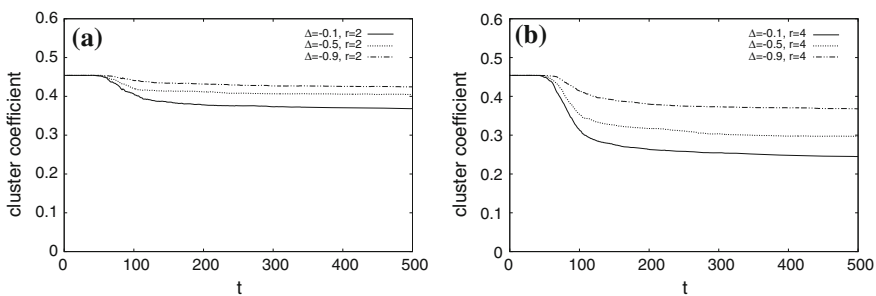 (a)
Δ=-0.1, r=2
Δ=-0.5, r=2
Δ=-0.9, r=2
0.6
0.5
0.4
0.3
0.2
0.1
0
cluster coefficient
0 100 200 300 400 500
t
(b)
Δ=-0.1, r=4
Δ=-0.5, r=4
Δ=-0.9, r=4
0.6
0.5
0.4
0.3
0.2
0.1
0
cluster coefficient
0 100 200 300 400 500
t